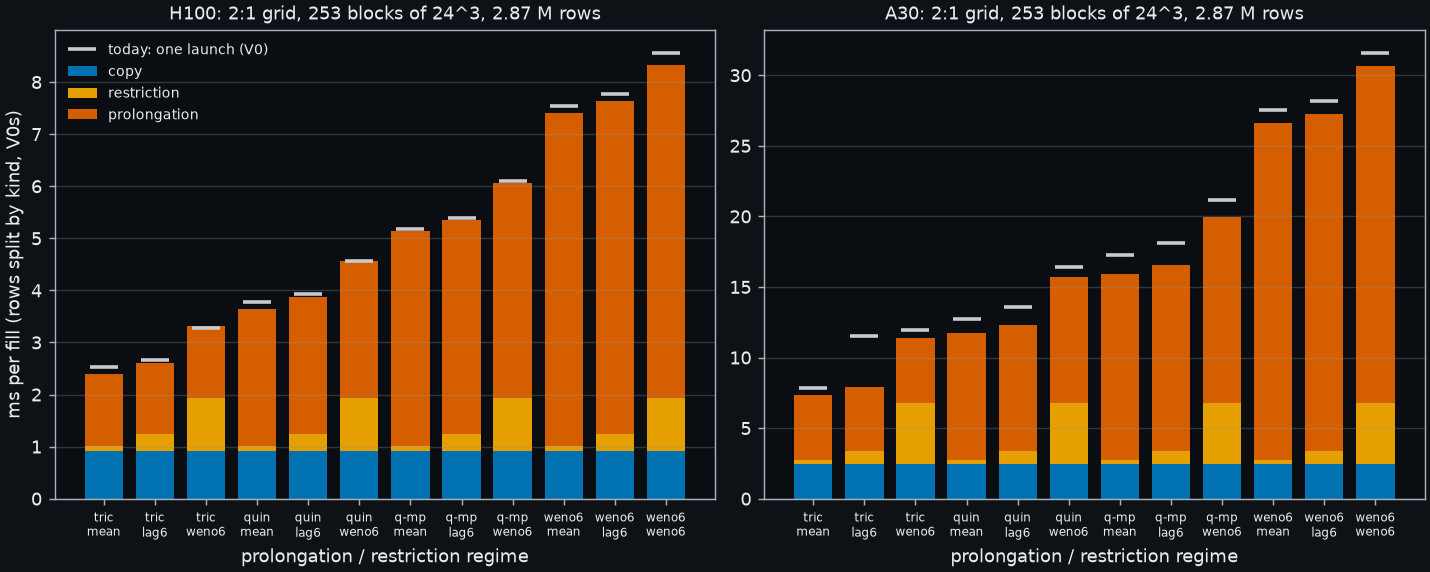 H100: 2:1 grid, 253 blocks of 24^3, 2.87 M rows
ms per fill (rows split by kind, V0s)
8
7
6
5
4
3
2
1
0
today: one launch (V0)
copy
restriction
prolongation
tric mean
tric lag6
tric weno6
quin mean
quin lag6
quin weno6
q-mp mean
q-mp lag6
q-mp weno6
weno6 mean
weno6 lag6
weno6 weno6
prolongation / restriction regime
A30: 2:1 grid, 253 blocks of 24^3, 2.87 M rows
30
25
20
15
10
5
0
tric mean
tric lag6
tric weno6
quin mean
quin lag6
quin weno6
q-mp mean
q-mp lag6
q-mp weno6
weno6 mean
weno6 lag6
weno6 weno6
prolongation / restriction regime